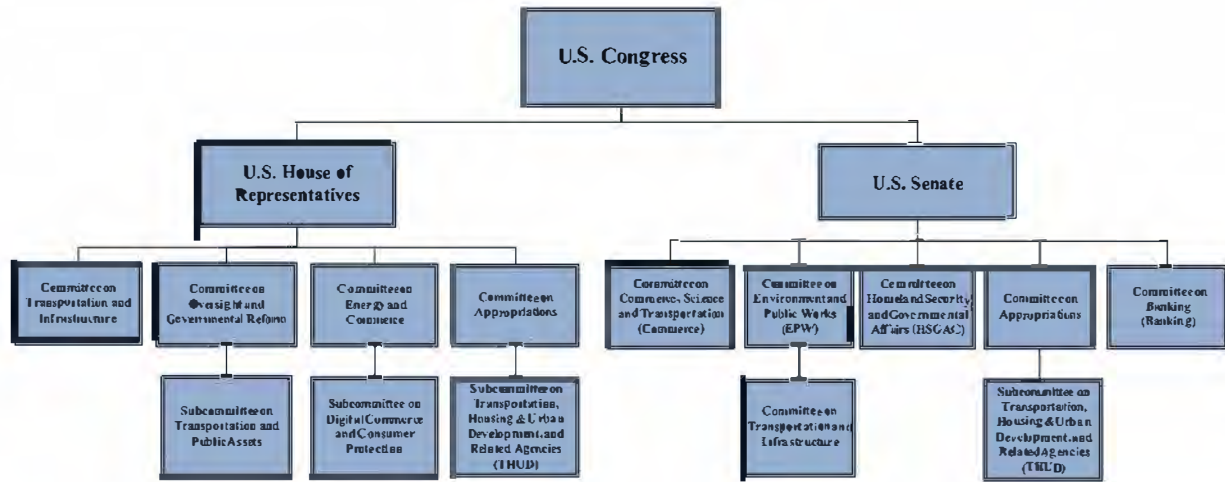 U.S. Congress
U.S. House of
Representatives
U.S. Senate
Committee on
Transportation and
Infrastructure
Committee on
Oversight and
Governmental Reform
Committee on
Energy and
Commerce
Committee on
Appropriations
Committee on
Commerce, Science
and Transportation
(Commerce)
Committee on
Environment and
Public Works
(EPW)
Committee on
Homeland Security
and Governmental
Affairs (HSGAC)
Committee on
Appropriations
Committee on
Banking
(Banking)
Subcommittee on
Transportation and
Public Assets
Subcommittee on
Digital Commerce
and Consumer
Protection
Subcommittee on
Transportation,
Housing & Urban
Development, and
Related Agencies
(THUD)
Committee on
Transportation and
Infrastructure
Subcommittee on
Transportation,
Housing & Urban
Development, and
Related Agencies
(THUD)